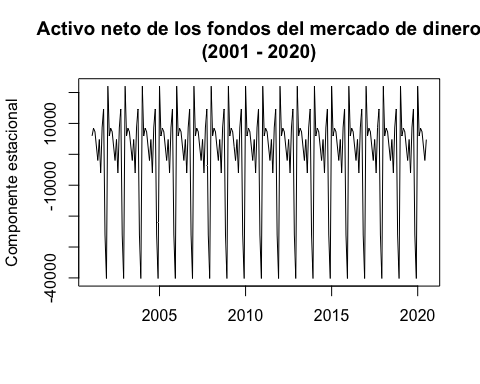 Activo neto de los fondos del mercado de dinero
(2001 - 2020)
Componente estacional
10000
-10000
-40000
2005
2010
2015
2020